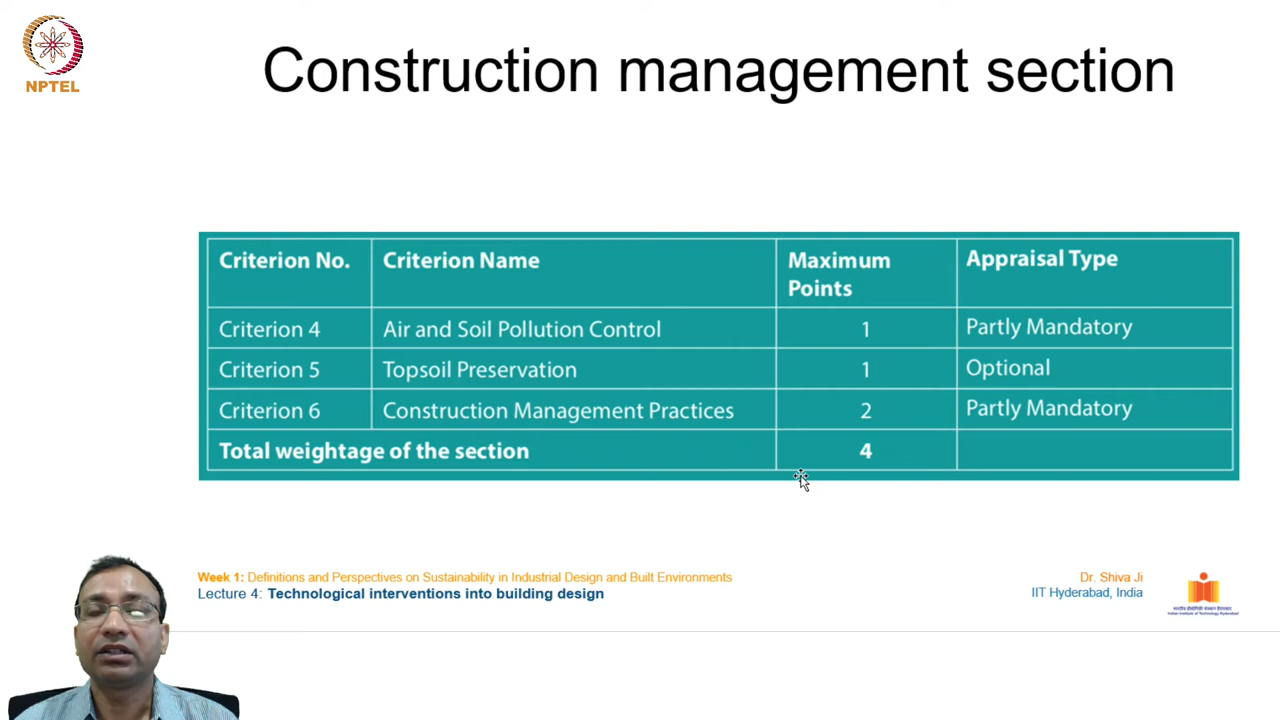 NPTEL
Construction management section
Criterion No. Criterion Name Maximum Points Appraisal Type
Criterion 4 Air and Soil Pollution Control 1 Partly Mandatory
Criterion 5 Topsoil Preservation 1 Optional
Criterion 6 Construction Management Practices 2 Partly Mandatory
Total weightage of the section 4
Week 1: Definitions and Perspectives on Sustainability in Industrial Design and Built Environments
Lecture 4: Technological interventions into building design
Dr. Shiva Ji
IIT Hyderabad, India